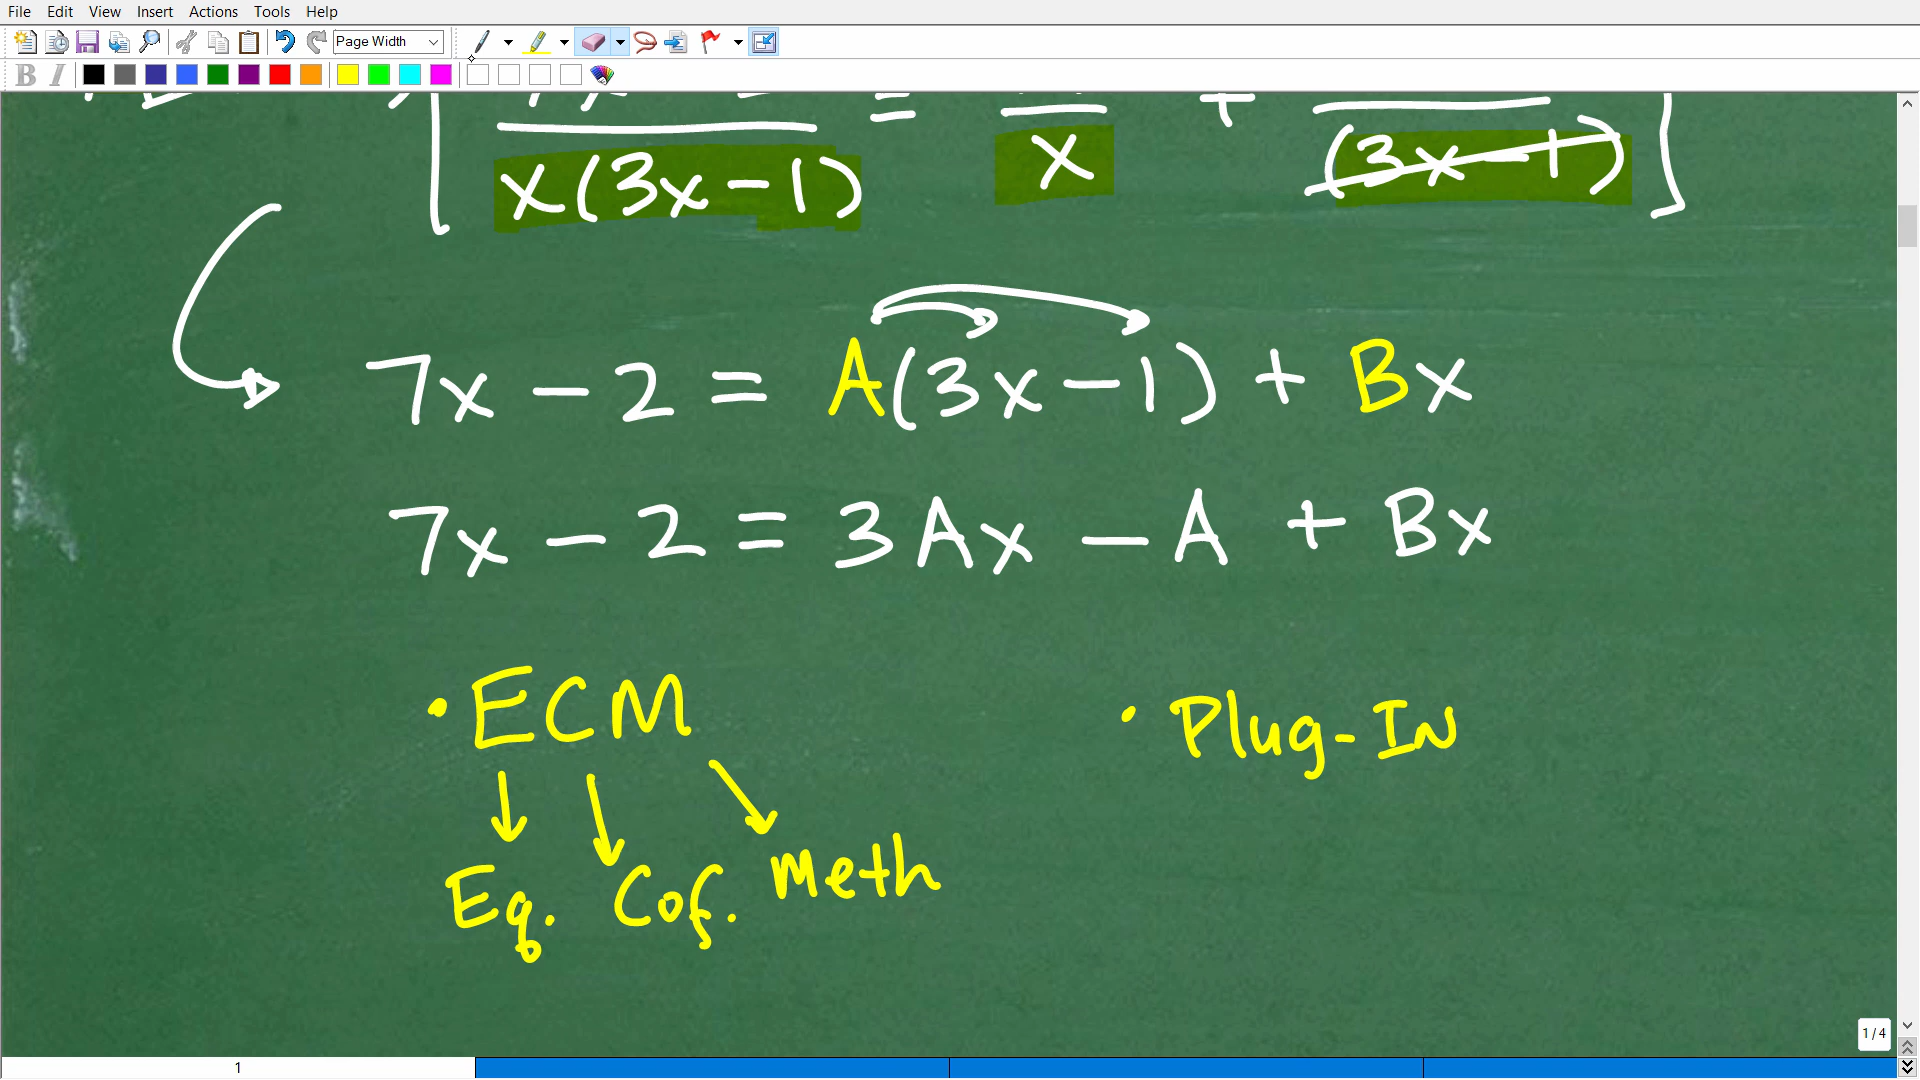 File Edit View Insert Actions Tools Help
Page Width
B I
x(3x-1) x (3x-1)
7x - 2 = A(3x-1) + Bx
7x - 2 = 3Ax - A + Bx
• ECM • Plug-In
Eq. Cof. Meth
1/4
1